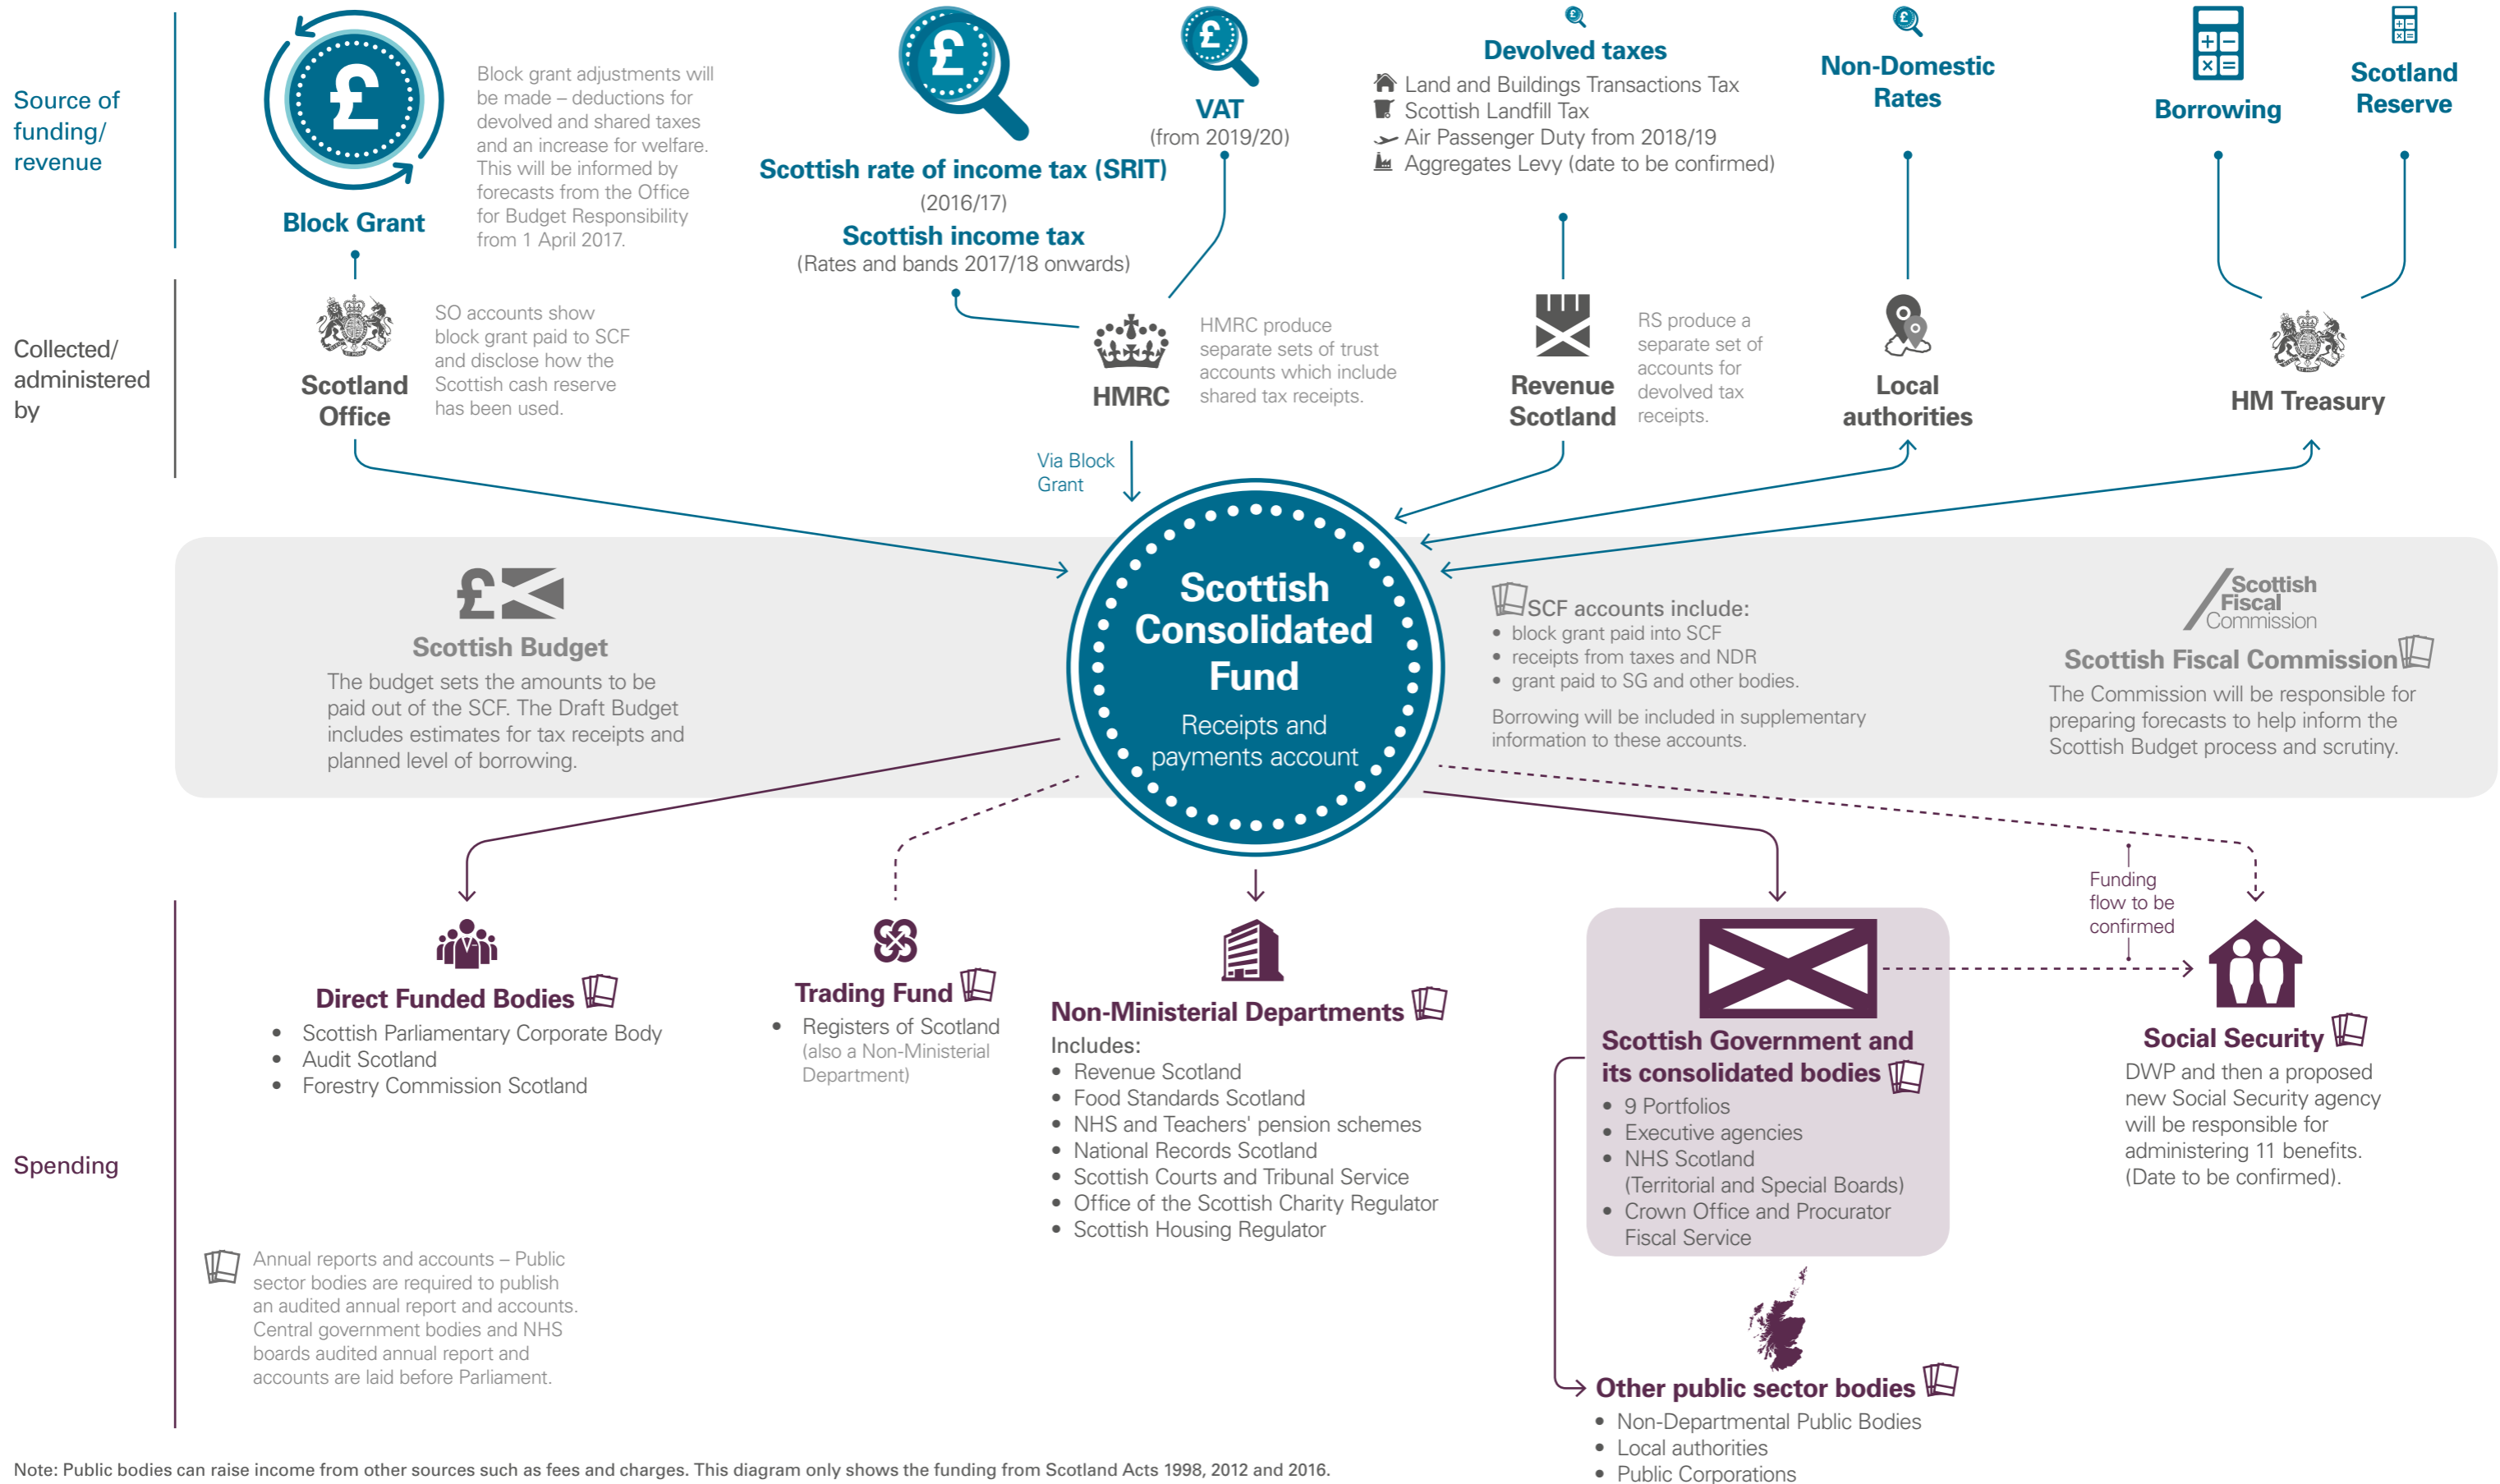 Source of
funding/
revenue
£
Block Grant
Block grant adjustments will
be made – deductions for
devolved and shared taxes
and an increase for welfare.
This will be informed by
forecasts from the Office
for Budget Responsibility
from 1 April 2017.
£
Scottish rate of income tax (SRIT)
(2016/17)
Scottish income tax
(Rates and bands 2017/18 onwards)
£
VAT
(from 2019/20)
£
Devolved taxes
Land and Buildings Transactions Tax
Scottish Landfill Tax
Air Passenger Duty from 2018/19
Aggregates Levy (date to be confirmed)
£
Non-Domestic
Rates
Borrowing
Scotland
Reserve
Collected/
administered
by
Scotland
Office
SO accounts show
block grant paid to SCF
and disclose how the
Scottish cash reserve
has been used.
HMRC
HMRC produce
separate sets of trust
accounts which include
shared tax receipts.
Revenue
Scotland
RS produce a
separate set of
accounts for
devolved tax
receipts.
Local
authorities
HM Treasury
Via Block
Grant
£
Scottish Budget
The budget sets the amounts to be
paid out of the SCF. The Draft Budget
includes estimates for tax receipts and
planned level of borrowing.
Scottish
Consolidated
Fund
Receipts and
payments account
SCF accounts include:
• block grant paid into SCF
• receipts from taxes and NDR
• grant paid to SG and other bodies.
Borrowing will be included in supplementary
information to these accounts.
Scottish
Fiscal
Commission
Scottish Fiscal Commission
The Commission will be responsible for
preparing forecasts to help inform the
Scottish Budget process and scrutiny.
Spending
Direct Funded Bodies
• Scottish Parliamentary Corporate Body
• Audit Scotland
• Forestry Commission Scotland
Trading Fund
• Registers of Scotland
(also a Non-Ministerial
Department)
Non-Ministerial Departments
Includes:
• Revenue Scotland
• Food Standards Scotland
• NHS and Teachers' pension schemes
• National Records Scotland
• Scottish Courts and Tribunal Service
• Office of the Scottish Charity Regulator
• Scottish Housing Regulator
Scottish Government and
its consolidated bodies
• 9 Portfolios
• Executive agencies
• NHS Scotland
(Territorial and Special Boards)
• Crown Office and Procurator
Fiscal Service
Funding
flow to be
confirmed
Social Security
DWP and then a proposed
new Social Security agency
will be responsible for
administering 11 benefits.
(Date to be confirmed).
Annual reports and accounts – Public
sector bodies are required to publish
an audited annual report and accounts.
Central government bodies and NHS
boards audited annual report and
accounts are laid before Parliament.
Other public sector bodies
• Non-Departmental Public Bodies
• Local authorities
• Public Corporations
Note: Public bodies can raise income from other sources such as fees and charges. This diagram only shows the funding from Scotland Acts 1998, 2012 and 2016.